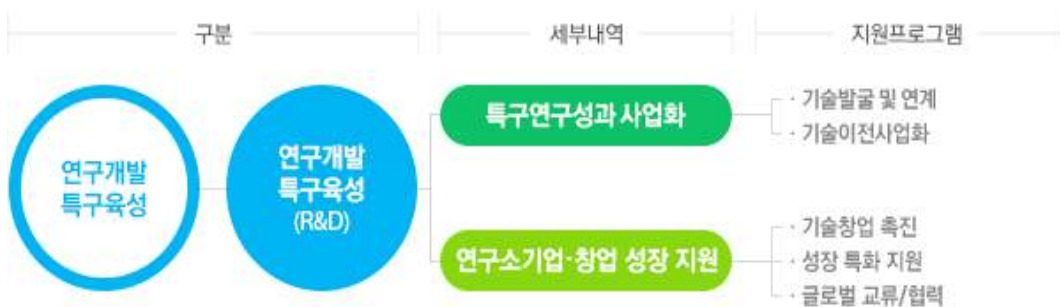 구분
세부내역
지원프로그램
연구개발
특구육성
연구개발
특구육성
(R&D)
특구연구성과 사업화
· 기술발굴 및 연계
· 기술이전사업화
연구소기업·창업 성장 지원
· 기술창업 촉진
· 성장 특화 지원
· 글로벌 교류/협력